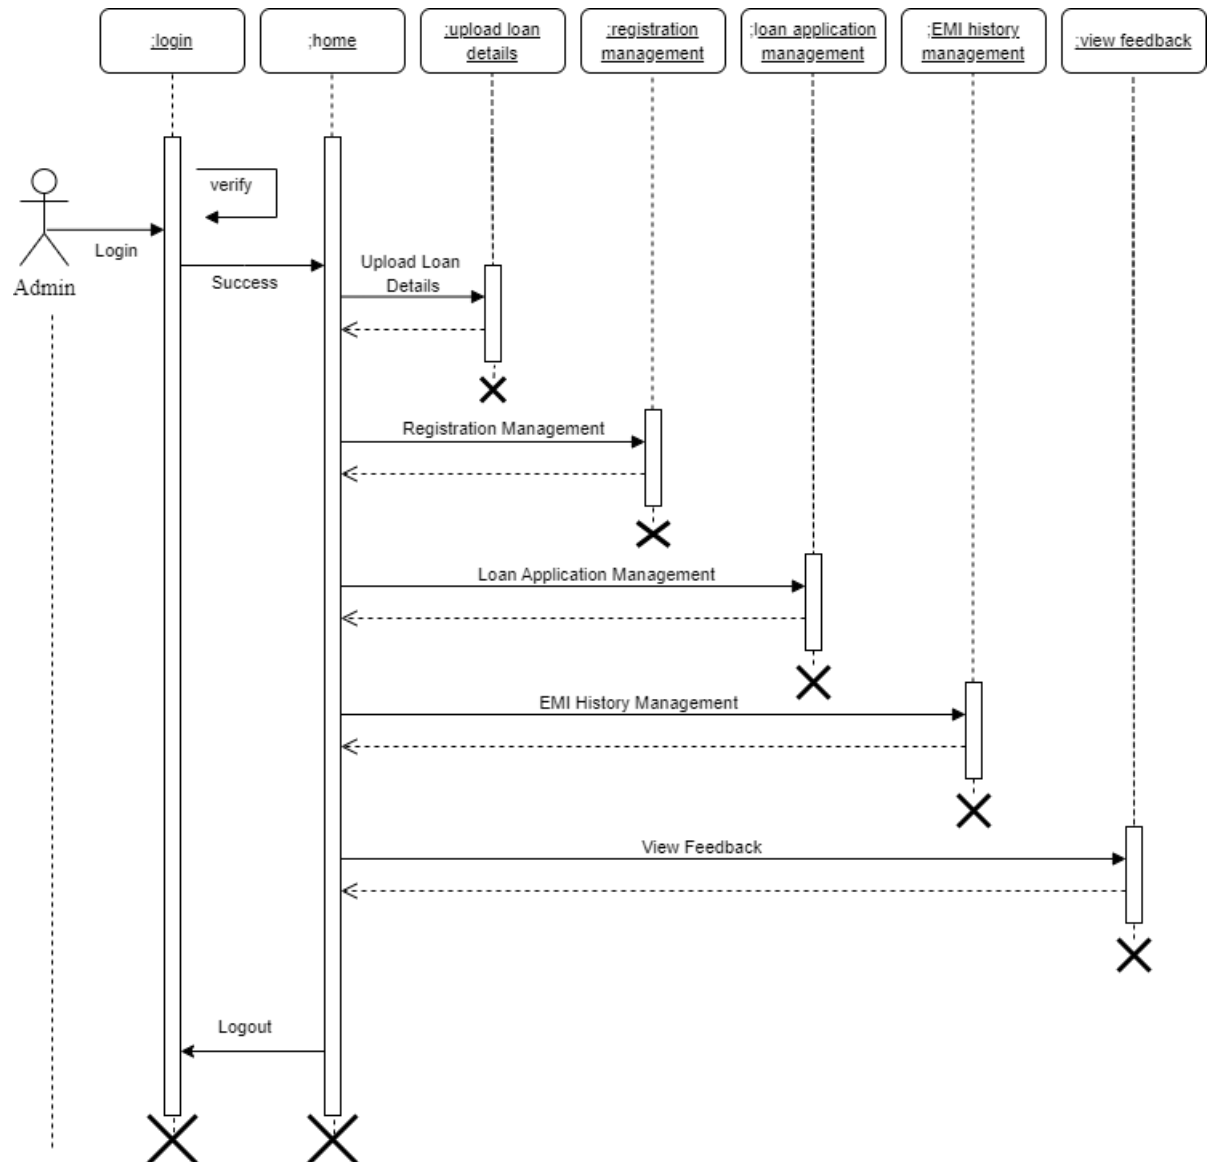 :login
;home
:upload loan
details
:registration
management
:loan application
management
:EMI history
management
:view feedback
verify
Login
Admin
Success
Upload Loan
Details
Registration Management
Loan Application Management
EMI History Management
View Feedback
Logout